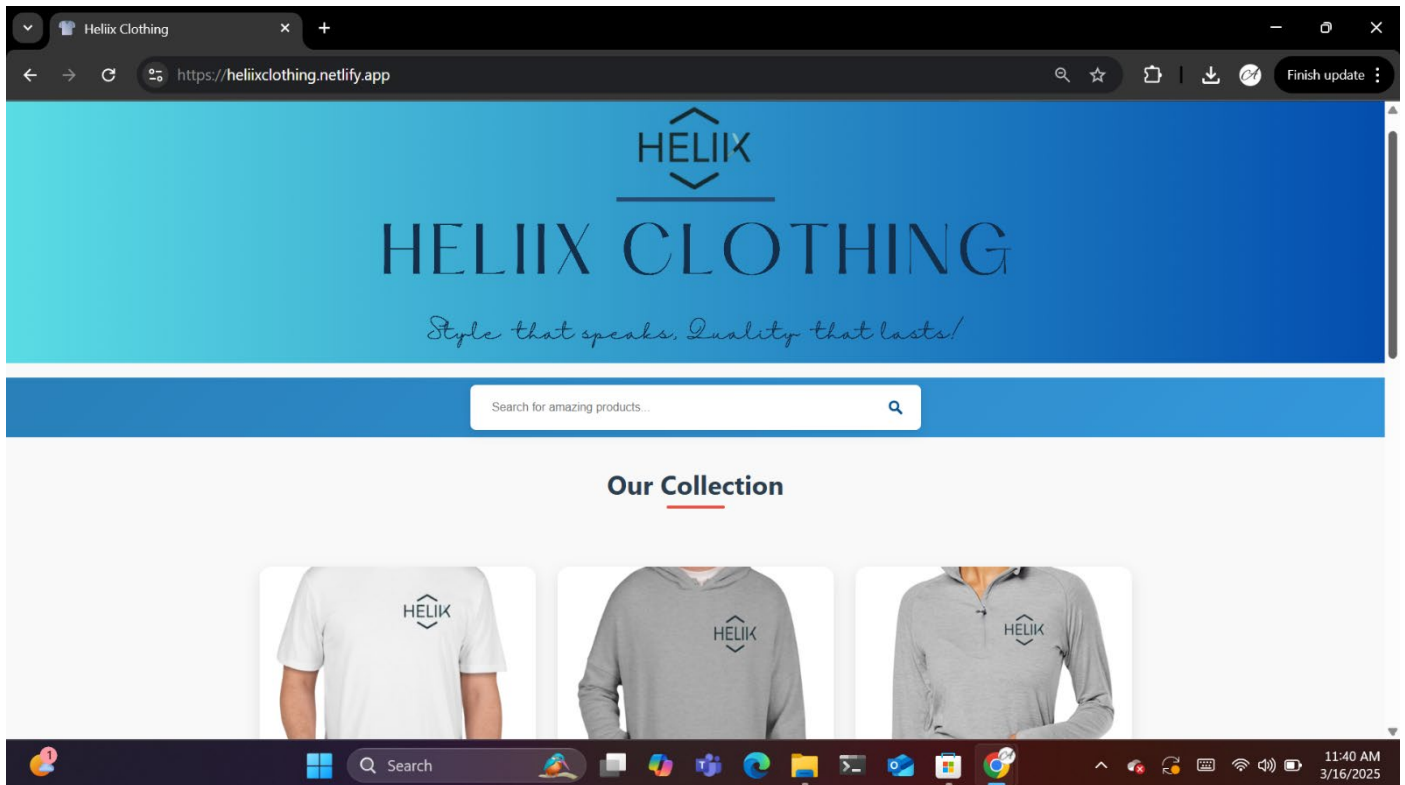 Heliix Clothing
https://heliixclothing.netlify.app
Finish update
HELIIX
HELIIX CLOTHING
Style that speaks, Quality that lasts!
Search for amazing products...
Our Collection
HELIIX
HELIIX
HELIIX
1
Search
11:40 AM
3/16/2025